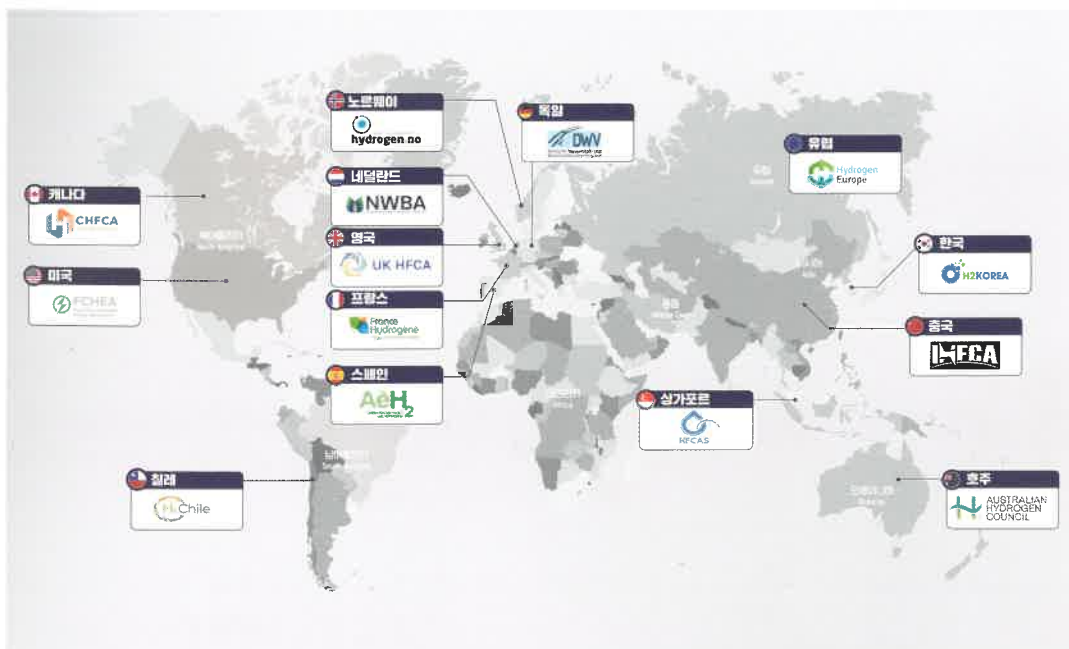 노르웨이
hydrogen.no
독일
DWV
유럽
Hydrogen
Europe
네덜란드
NWBA
캐나다
CHFCA
영국
UK HFCA
한국
H2KOREA
미국
FCHEA
프랑스
France
Hydrogène
중국
IHFCA
스페인
AeH2
싱가포르
HFCAS
칠레
H2Chile
호주
AUSTRALIAN
HYDROGEN
COUNCIL